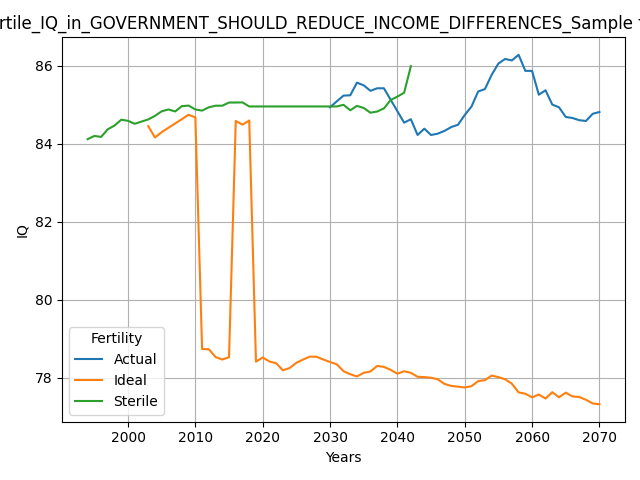 rtile_IQ_in_GOVERNMENT_SHOULD_REDUCE_INCOME_DIFFERENCES_Sample
86
84
82
80
78
IQ
Fertility
Actual
Ideal
Sterile
2000 2010 2020 2030 2040 2050 2060 2070
Years